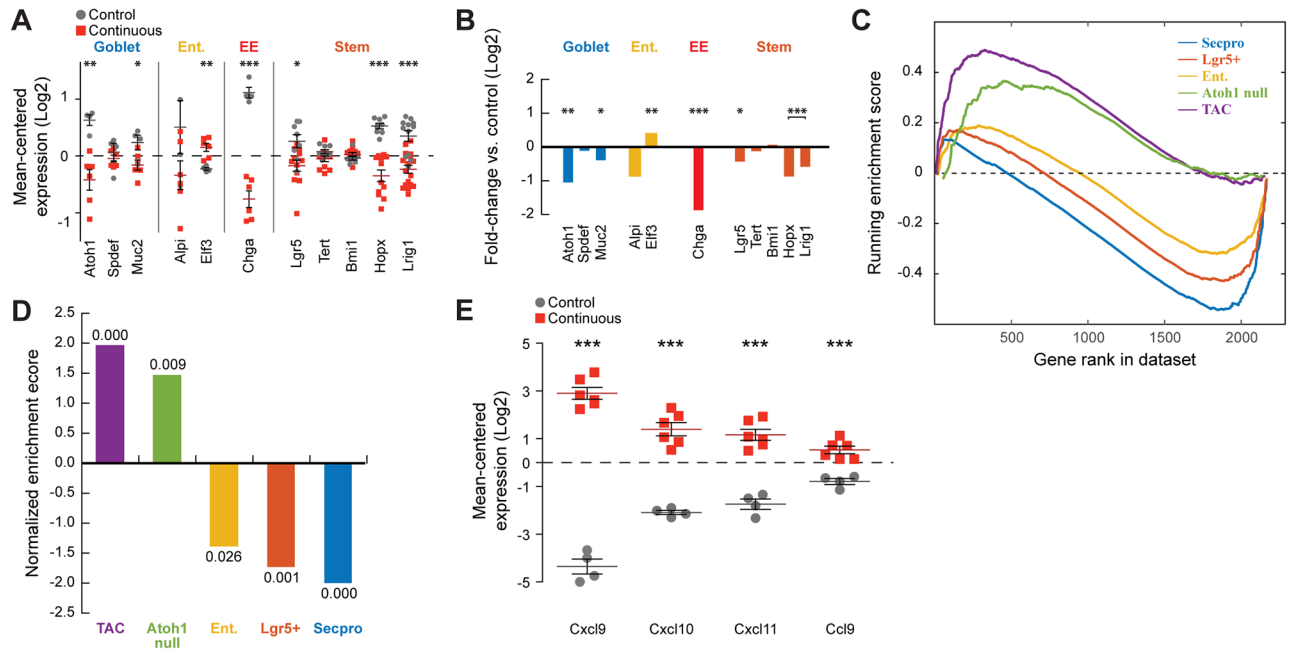 A
Control
Continuous
Goblet Ent. EE Stem
** * ** *** * *** ***
Mean-centered
expression (Log2)
1
0
-1
Atoh1
Spdef
Muc2
Alpi
Elf3
Chga
Lgr5
Tert
Bmi1
Hopx
Lrig1
B
Goblet Ent. EE Stem
Fold-change vs. control (Log2)
2
1
0
-1
-2
** * ** *** * ***
Atoh1
Spdef
Muc2
Alpi
Elf3
Chga
Lgr5
Tert
Bmi1
Hopx
Lrig1
C
Running enrichment score
0.4
0.2
0
-0.2
-0.4
Secpro
Lgr5+
Ent.
Atoh1 null
TAC
500 1000 1500 2000
Gene rank in dataset
D
Normalized enrichment ecore
2.5
2.0
1.5
1.0
0.5
0.0
-0.5
-1.0
-1.5
-2.0
-2.5
0.000
0.009
0.026
0.001
0.000
TAC Atoh1 Ent. Lgr5+ Secpro
null
E
Control
Continuous
Mean-centered
expression (Log2)
5
3
1
0
-1
-3
-5
*** *** *** ***
Cxcl9 Cxcl10 Cxcl11 Ccl9